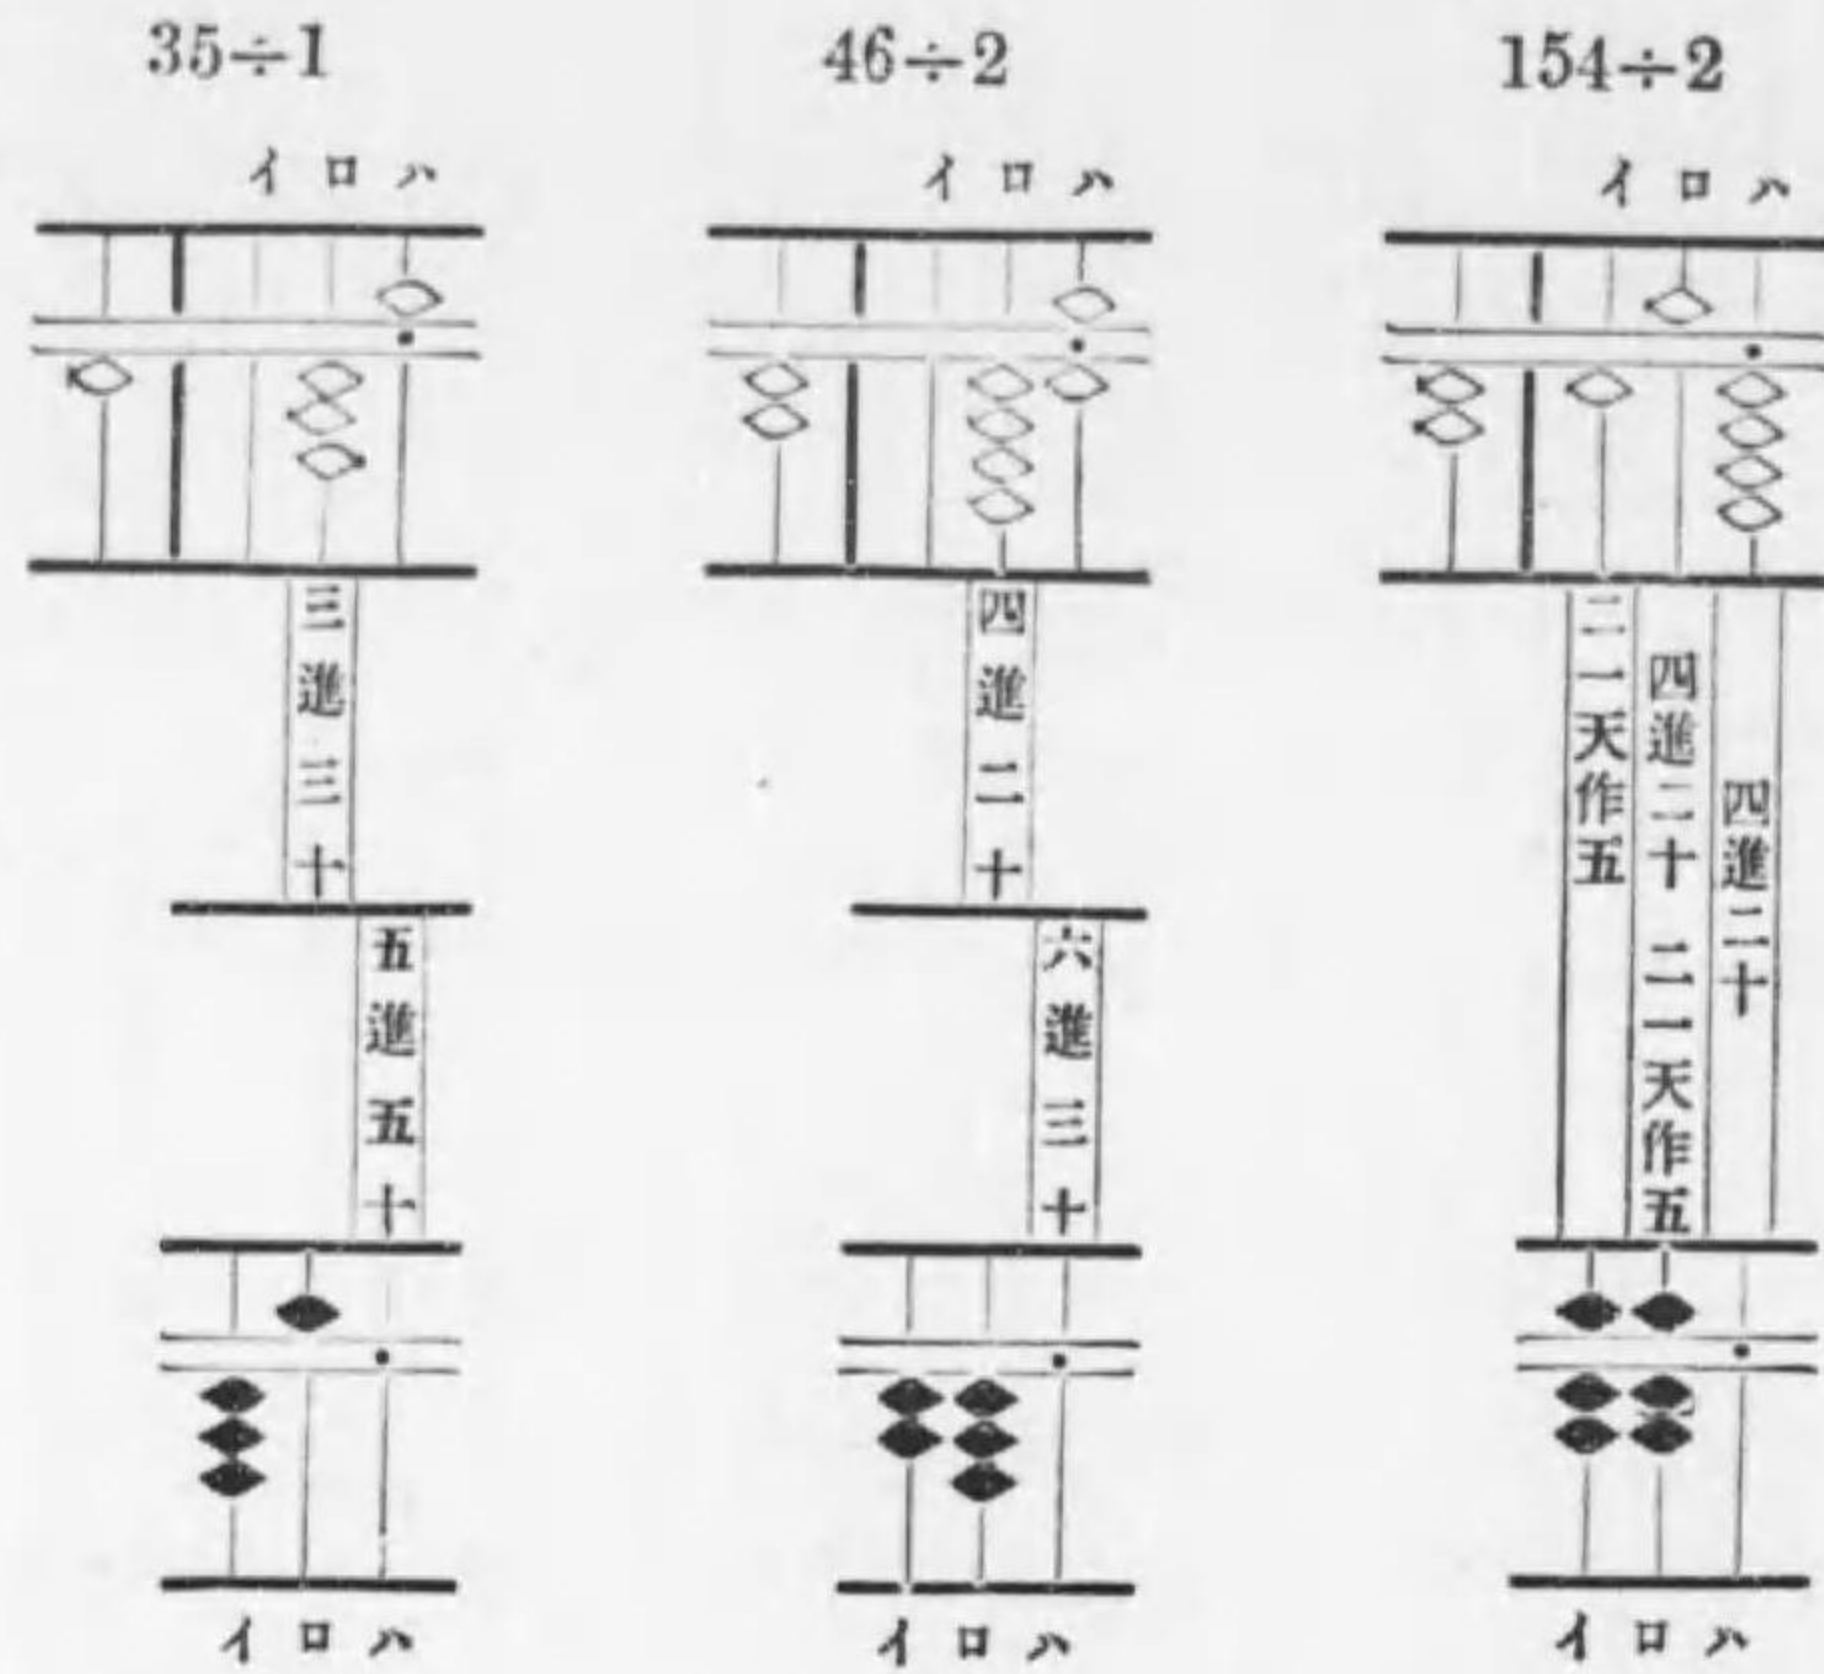 35÷1
イロハ
三進三十
五進五十
イロハ
46÷2
イロハ
四進二十
六進三十
イロハ
154÷2
イロハ
二一天作五
四進二十 二一天作五
四進二十
イロハ